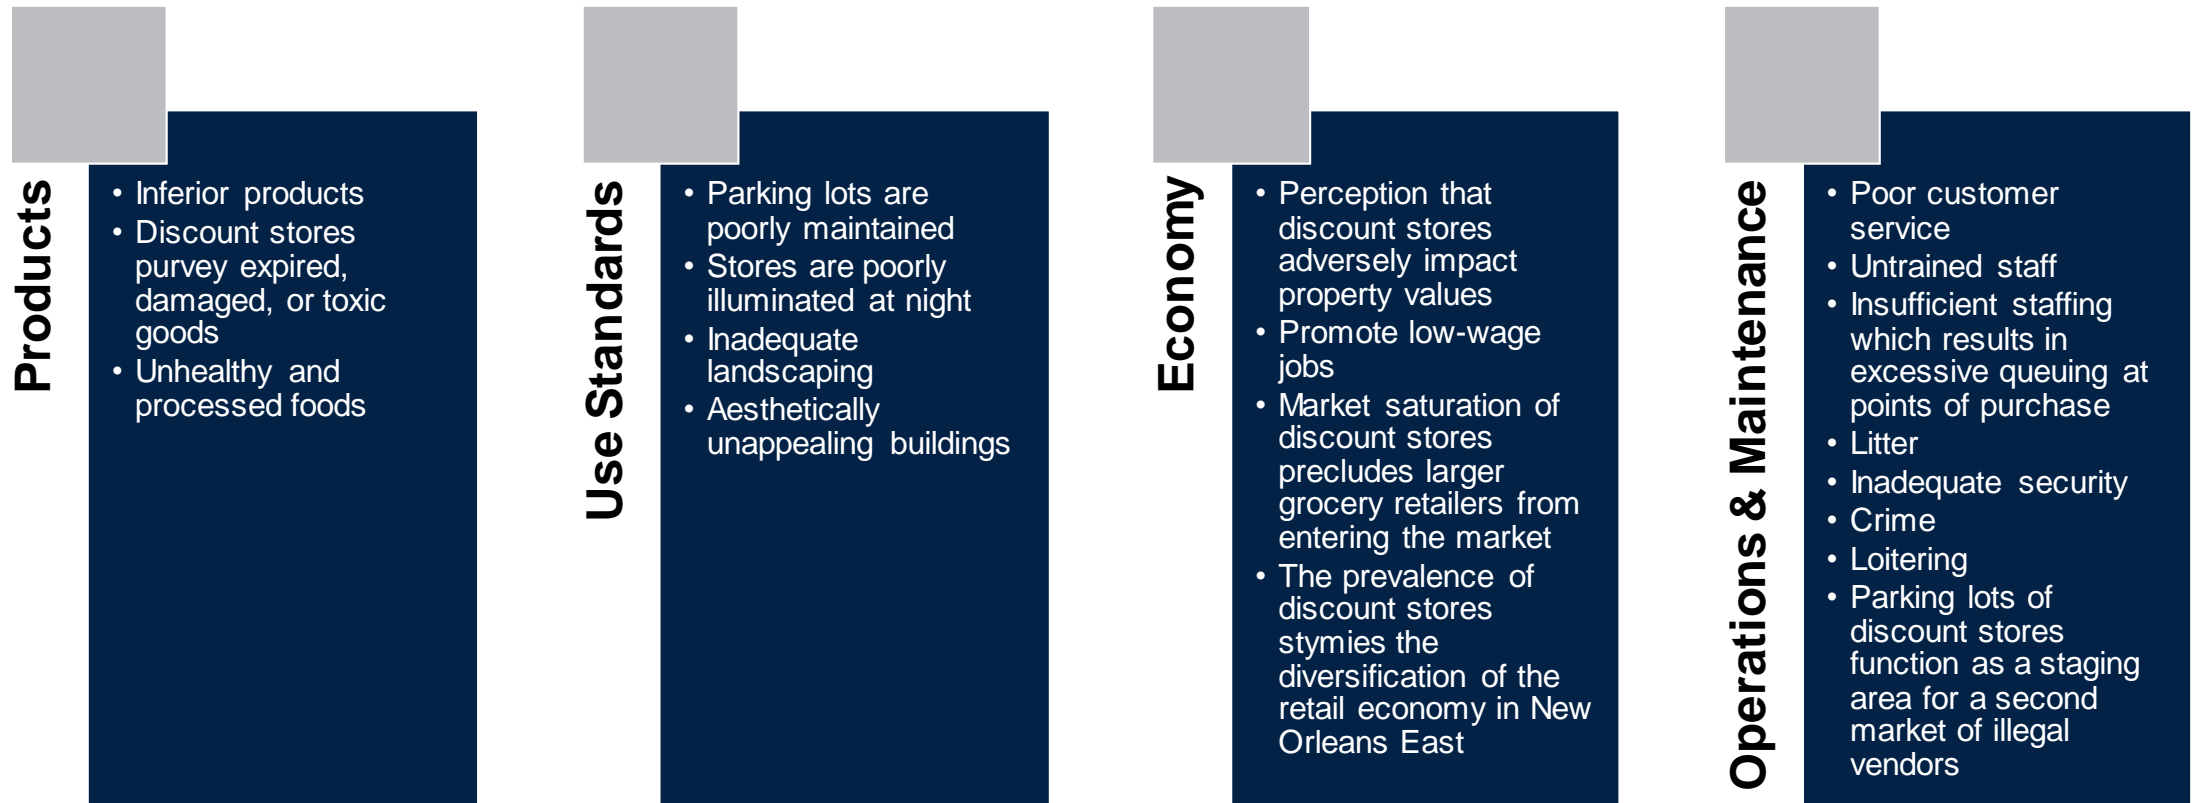 Products
• Inferior products
• Discount stores
purvey expired,
damaged, or toxic
goods
• Unhealthy and
processed foods
Use Standards
• Parking lots are
poorly maintained
• Stores are poorly
illuminated at night
• Inadequate
landscaping
• Aesthetically
unappealing buildings
Economy
• Perception that
discount stores
adversely impact
property values
• Promote low-wage
jobs
• Market saturation of
discount stores
precludes larger
grocery retailers from
entering the market
• The prevalence of
discount stores
stymies the
diversification of the
retail economy in New
Orleans East
Operations & Maintenance
• Poor customer
service
• Untrained staff
• Insufficient staffing
which results in
excessive queuing at
points of purchase
• Litter
• Inadequate security
• Crime
• Loitering
• Parking lots of
discount stores
function as a staging
area for a second
market of illegal
vendors